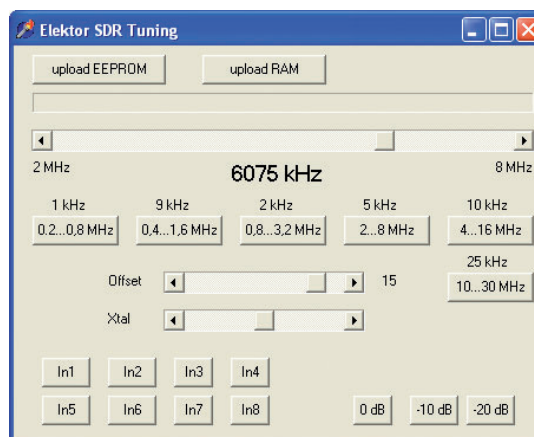 Elektor SDR Tuning
upload EEPROM upload RAM
2 MHz 6075 kHz 8 MHz
1 kHz 9 kHz 2 kHz 5 kHz 10 kHz
0.2...0,8 MHz 0,4...1,6 MHz 0,8...3,2 MHz 2...8 MHz 4...16 MHz
25 kHz
Offset 15 10...30 MHz
Xtal
In1 In2 In3 In4
In5 In6 In7 In8 0 dB -10 dB -20 dB